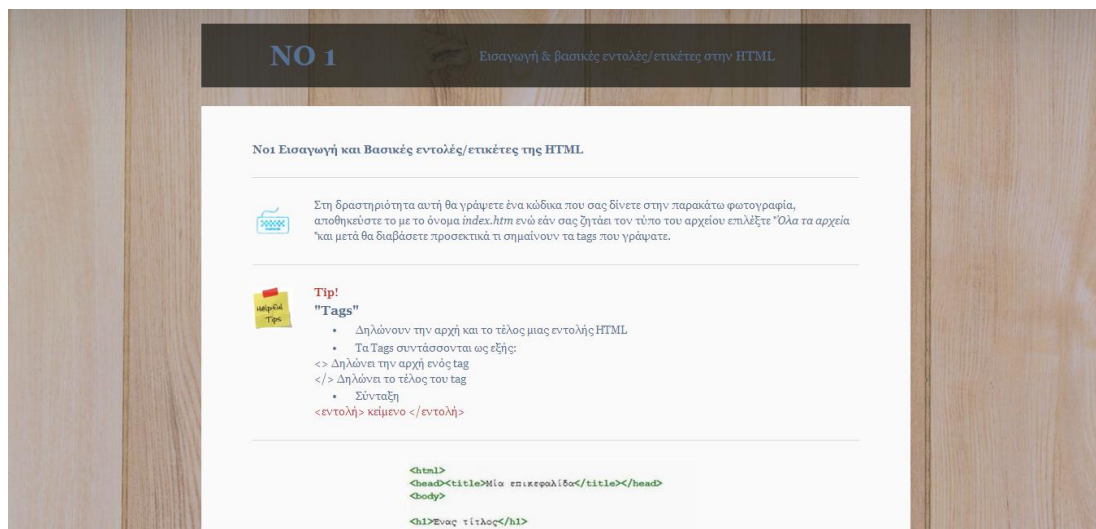 NO 1
Εισαγωγή & βασικές εντολές/ετικέτες στην HTML
Νο1 Εισαγωγή και Βασικές εντολές/ετικέτες της HTML
Στη δραστηριότητα αυτή θα γράψετε ένα κώδικα που σας δίνετε στην παρακάτω φωτογραφία,
αποθηκεύστε το με το όνομα index.htm ενώ εάν σας ζητάει τον τύπο του αρχείου επιλέξτε "Όλα τα αρχεία
"και μετά θα διαβάσετε προσεκτικά τι σημαίνουν τα tags που γράψατε.
Helpful
Tips
Tip!
"Tags"
• Δηλώνουν την αρχή και το τέλος μιας εντολής HTML
• Τα Tags συντάσσονται ως εξής:
<> Δηλώνει την αρχή ενός tag
</> Δηλώνει το τέλος του tag
• Σύνταξη
<εντολή> κείμενο </εντολή>
<html>
<head><title>Μία επικεφαλίδα</title></head>
<body>
<h1>Ένας τίτλος</h1>